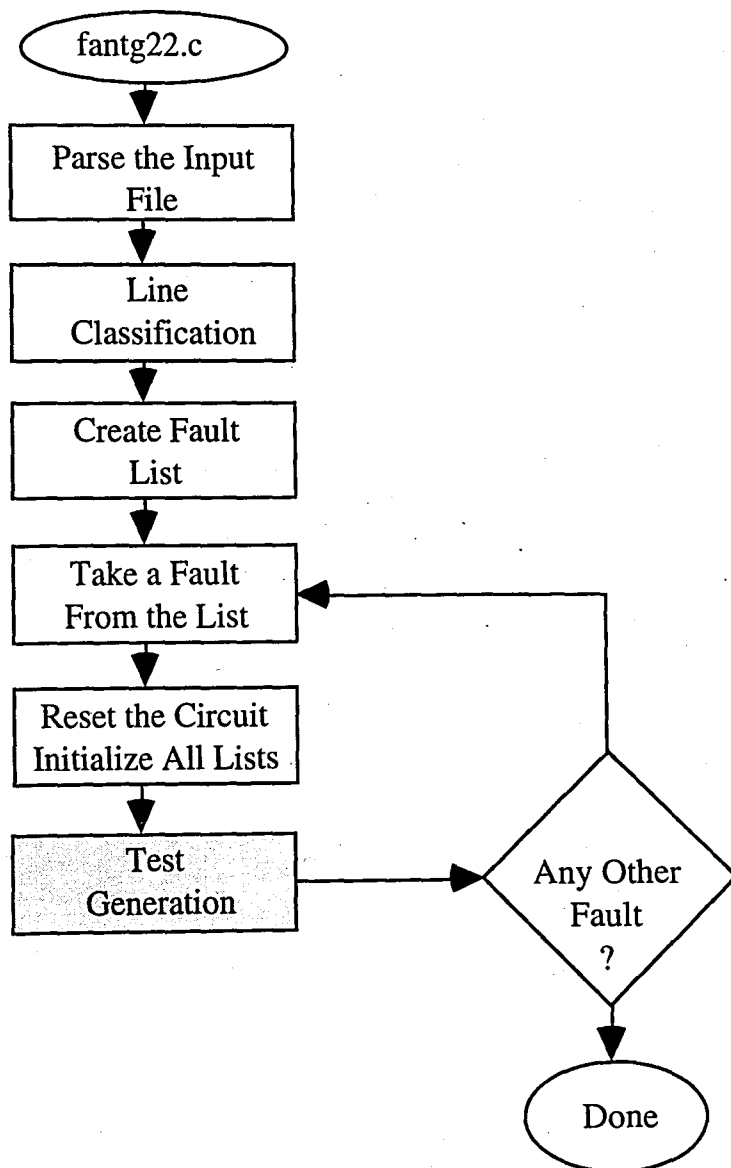 fantg22.c
Parse the Input
File
Line
Classification
Create Fault
List
Take a Fault
From the List
Reset the Circuit
Initialize All Lists
Test
Generation
Any Other
Fault
?
Done